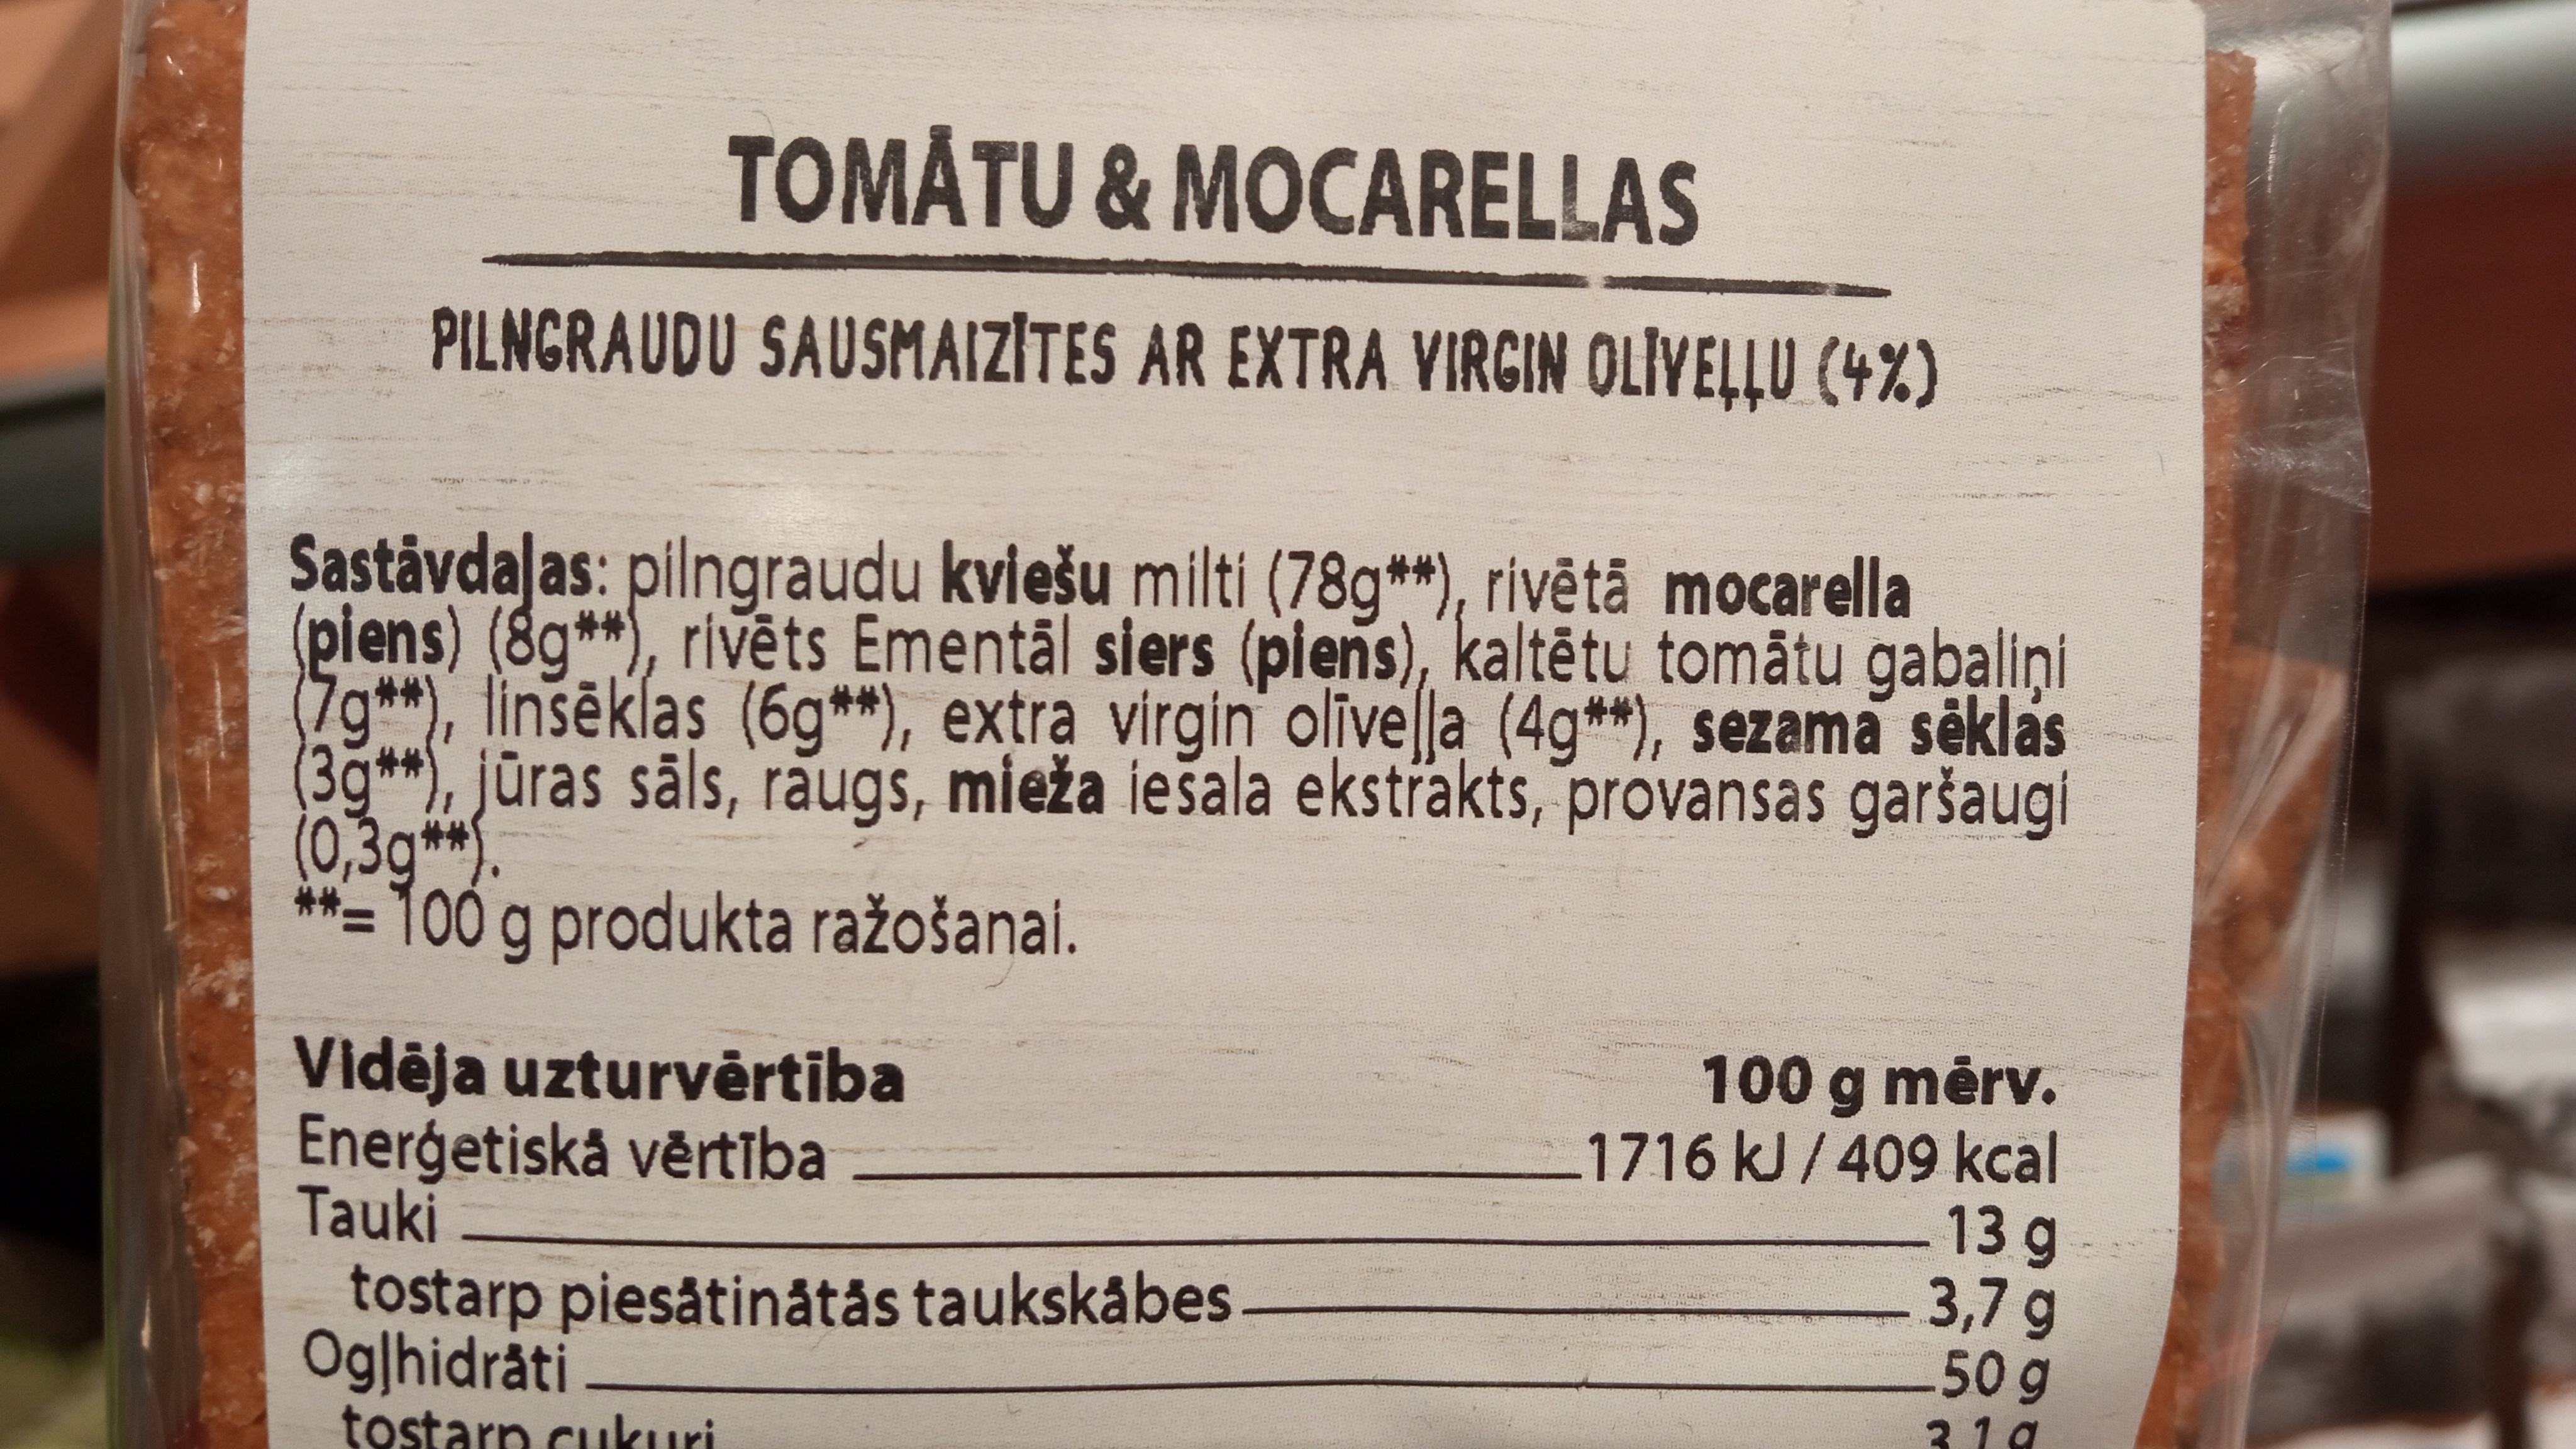 TOMĀTU & MOCARELLAS
PILNGRAUDU SAUSMAIZĪTES AR EXTRA VIRGIN OLĪVEĻĻU (4%)
Sastāvdaļas: pilngraudu kviešu milti (78g**), rivētā mocarella
(piens) (8g**), rivēts Ementāl siers (piens), kaltētu tomātu gabaliņi
(7g**), linsēklas (6g**), extra virgin olīveļļa (4g**), sezama sēklas
(3g**), jūras sāls, raugs, mieža iesala ekstrakts, provansas garšaugi
(0,3g**).
**= 100 g produkta ražošanai.
Vidēja uzturvērtība 100 g mērv.
Enerģetiskā vērtība 1716 kJ / 409 kcal
Tauki 13 g
tostarp piesātinātās taukskābes 3,7 g
Ogļhidrāti 50 g
tostarp cukuri 3,1 g